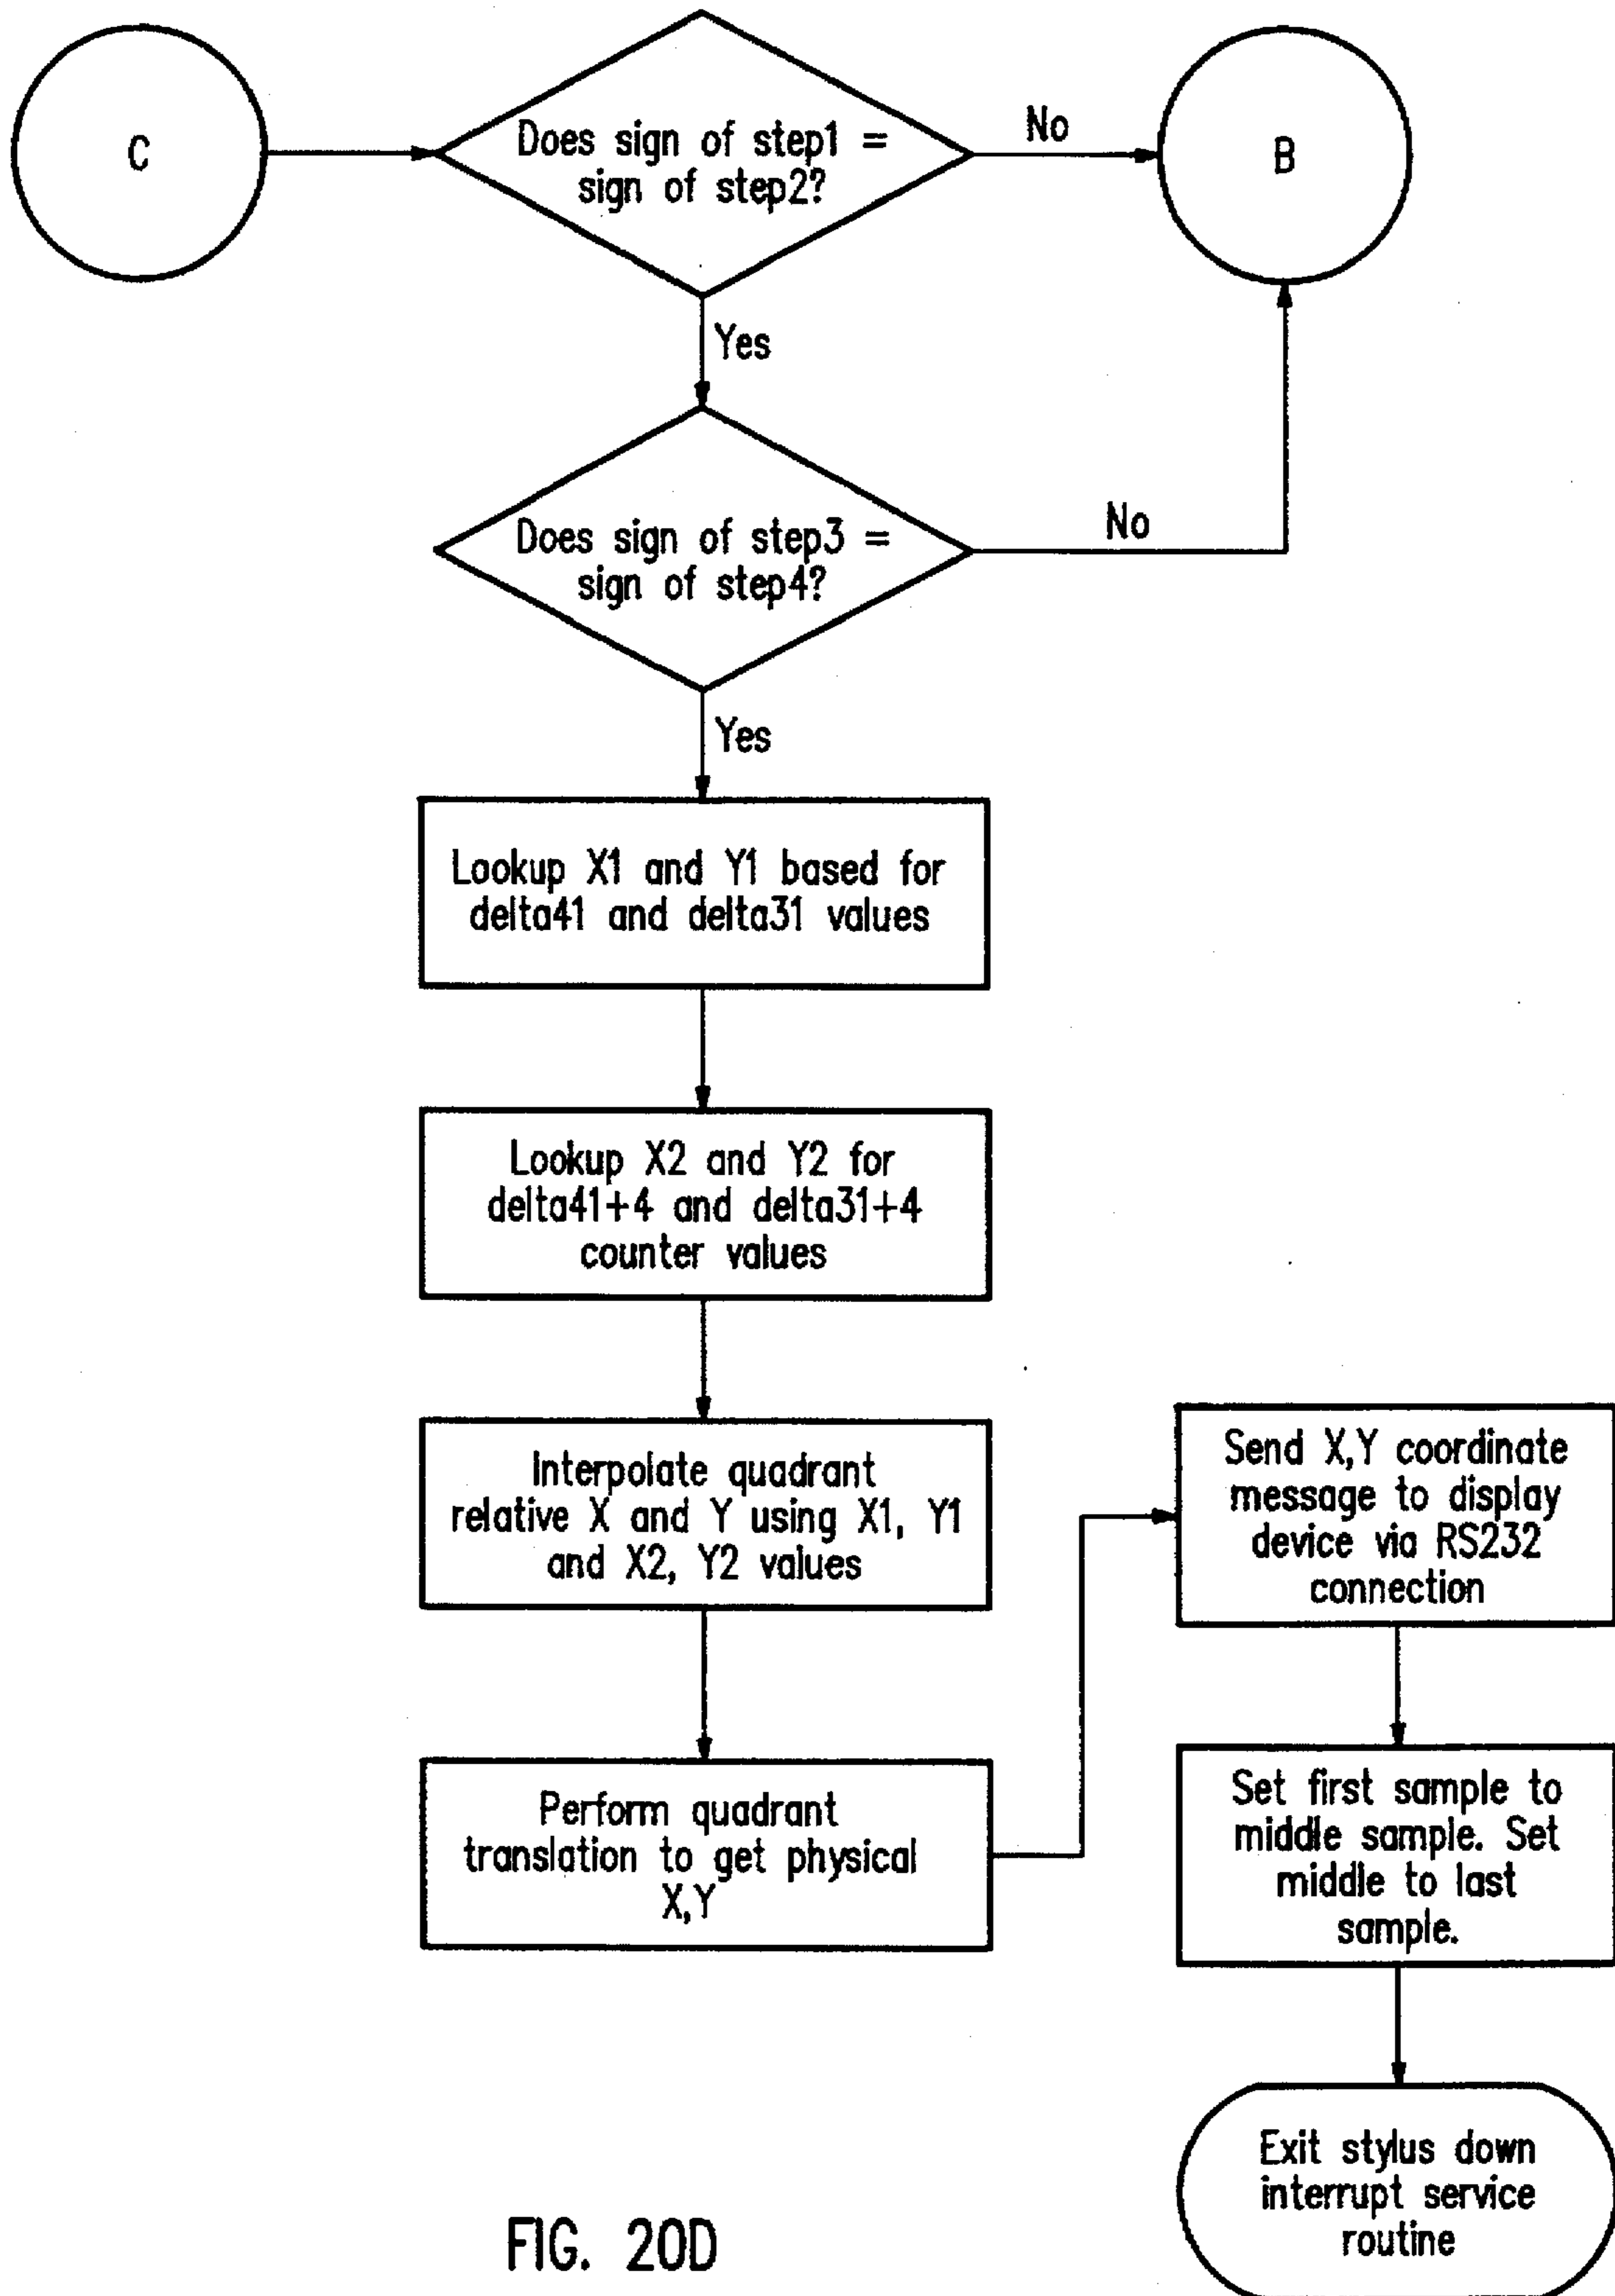 C
Does sign of step1 =
sign of step2?
No
B
Yes
Does sign of step3 =
sign of step4?
No
Yes
Lookup X1 and Y1 based for
delta41 and delta31 values
Lookup X2 and Y2 for
delta41+4 and delta31+4
counter values
Interpolate quadrant
relative X and Y using X1, Y1
and X2, Y2 values
Perform quadrant
translation to get physical
X,Y
Send X,Y coordinate
message to display
device via RS232
connection
Set first sample to
middle sample. Set
middle to last
sample.
Exit stylus down
interrupt service
routine
FIG. 20D